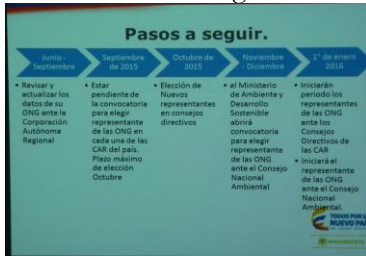 Pasos a seguir.
Junio -
Septiembre
• Revisar y
actualizar los
datos de su
ONG ante la
Corporación
Autónoma
Regional
Septiembre
de 2015
• Estar
pendiente de
la convocatoria
para elegir
representante
de las ONG en
cada una de las
CAR del país.
Plazo máximo
de elección
Octubre
Octubre de
2015
• Elección de
Nuevos
representantes
en consejos
directivos
Noviembre
- Diciembre
• el Ministerio
de Ambiente y
Desarrollo
Sostenible
abrirá
convocatoria
para elegir
representante
de las ONG
ante el Consejo
Nacional
Ambiental
1° de enero
2016
• Iniciarán
periodo los
representantes
de las ONG
ante los
Consejos
Directivos de
las CAR
• Iniciará el
representante
de las ONG
ante el Consejo
Nacional
Ambiental.
TODOS POR U
NUEVO PAÍ
MINAMBIENTE